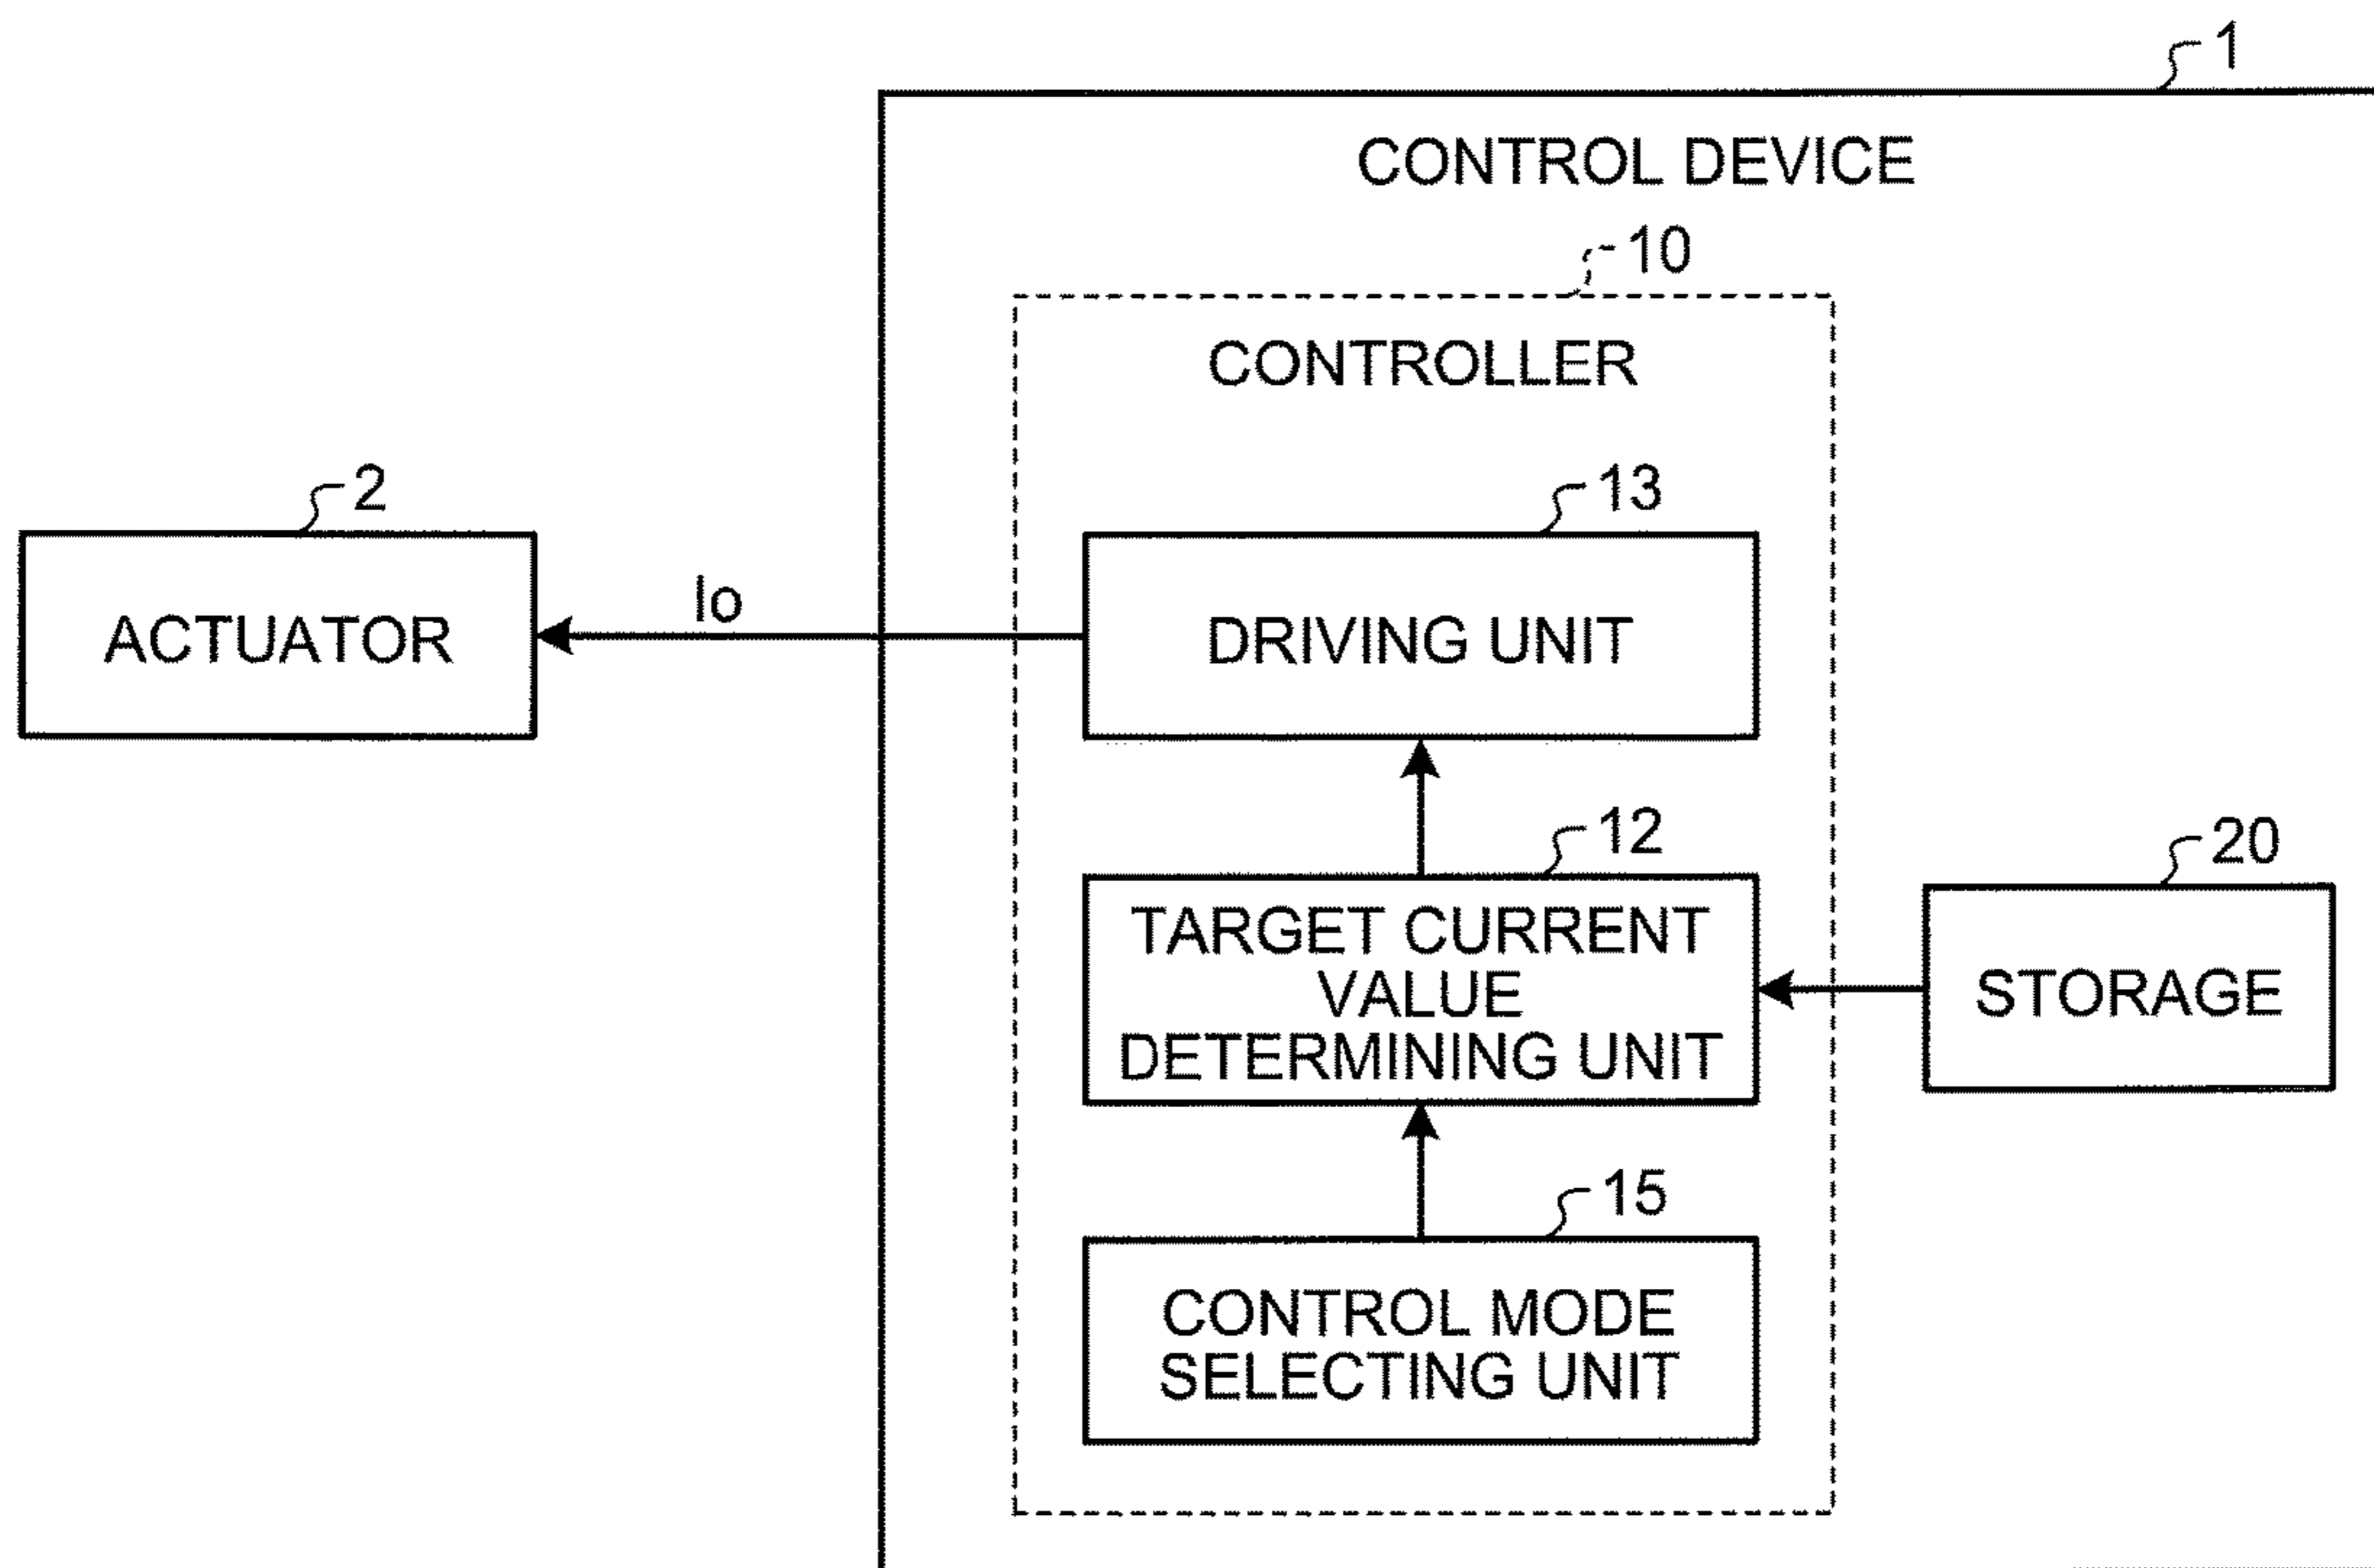 1
CONTROL DEVICE
10
CONTROLLER
2
13
ACTUATOR
Io
DRIVING UNIT
12
20
TARGET CURRENT
VALUE
DETERMINING UNIT
STORAGE
15
CONTROL MODE
SELECTING UNIT